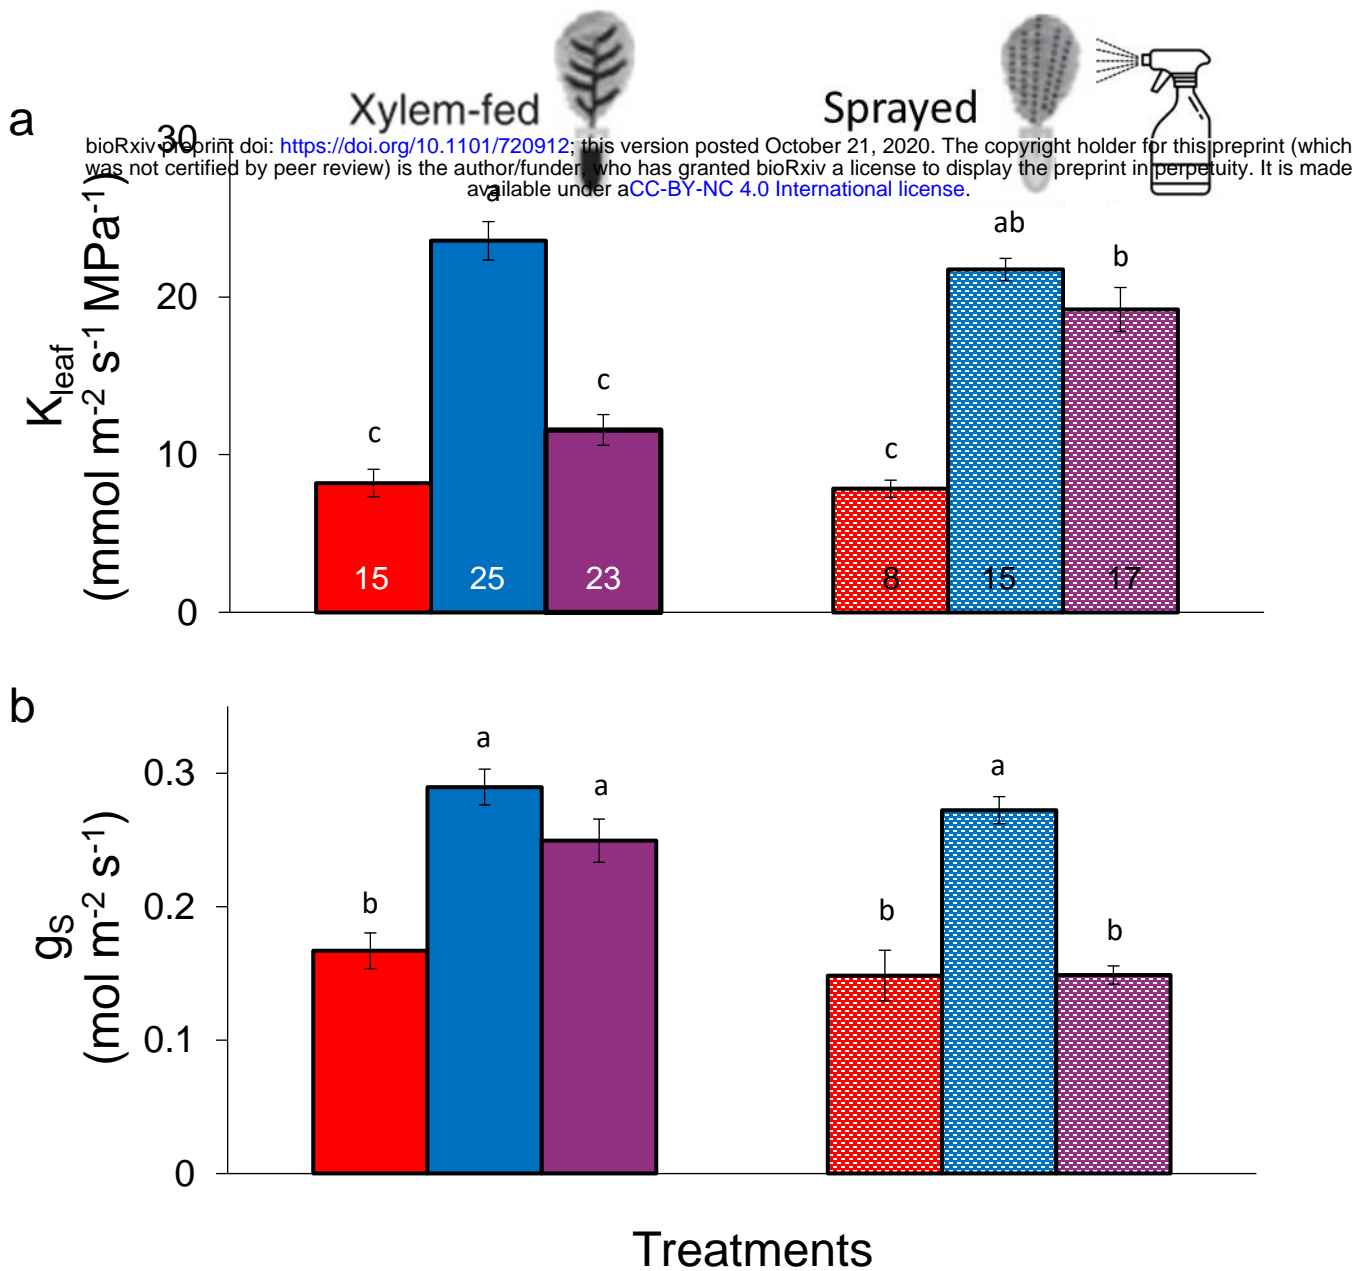 Xylem-fed
Sprayed
a
30
bioRxiv preprint doi: https://doi.org/10.1101/720912; this version posted October 21, 2020. The copyright holder for this preprint (which
was not certified by peer review) is the author/funder, who has granted bioRxiv a license to display the preprint in perpetuity. It is made
available under aCC-BY-NC 4.0 International license.
a
ab
b
20
K leaf
(mmol m-2 s-1 MPa-1)
c
c
c
10
15
25
23
8
15
17
0
b
a
a
a
0.3
b
b
b
0.2
gS
(mol m-2 s-1)
0.1
0
Treatments